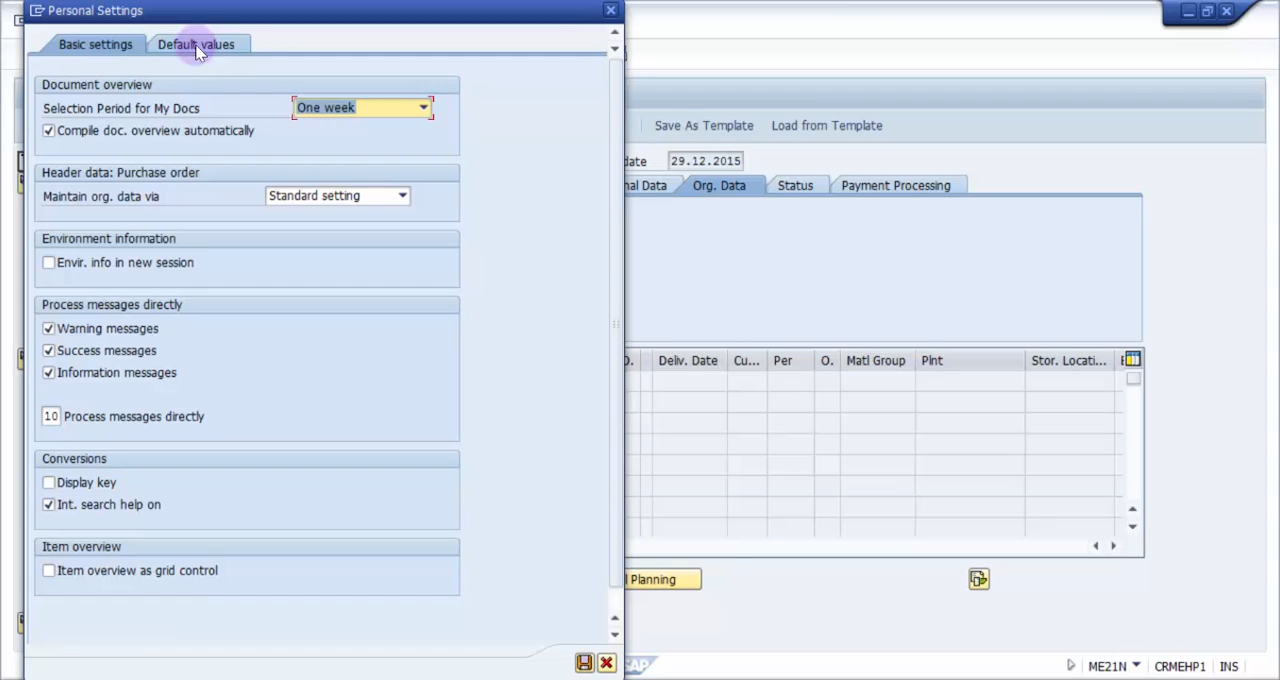 Personal Settings
Basic settings
Default values
Document overview
Selection Period for My Docs
One week
Compile doc. overview automatically
Header data: Purchase order
Maintain org. data via
Standard setting
Environment information
Envir. info in new session
Process messages directly
Warning messages
Success messages
Information messages
10 Process messages directly
Conversions
Display key
Int. search help on
Item overview
Item overview as grid control
Save As Template
Load from Template
29.12.2015
Org. Data
Status
Payment Processing
Deliv. Date
Cu...
Per
O.
Matl Group
Plnt
Stor. Locati...
Planning
SAP
ME21N
CRMEHP1
INS